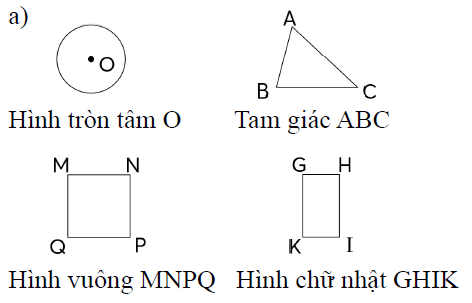 a)
A
O
B C
Hình tròn tâm O Tam giác ABC
M N G H
Q P K I
Hình vuông MNPQ Hình chữ nhật GHIK